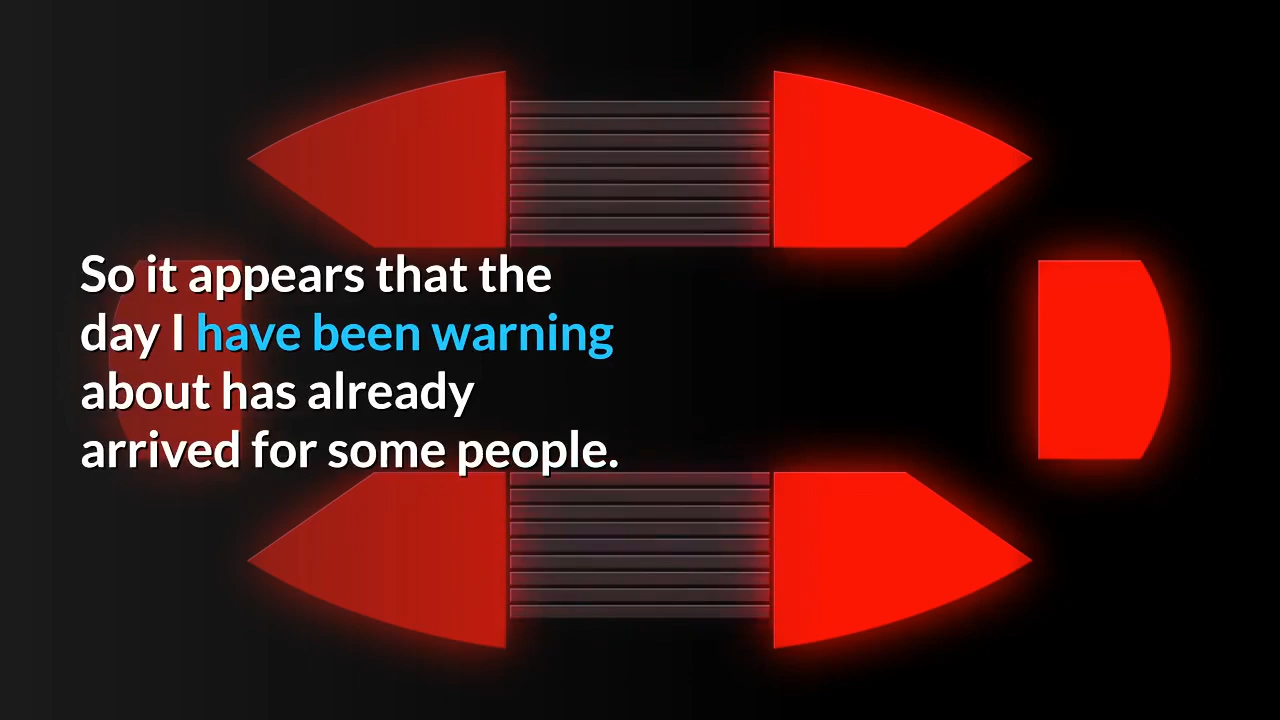 So it appears that the
day I have been warning
about has already
arrived for some people.